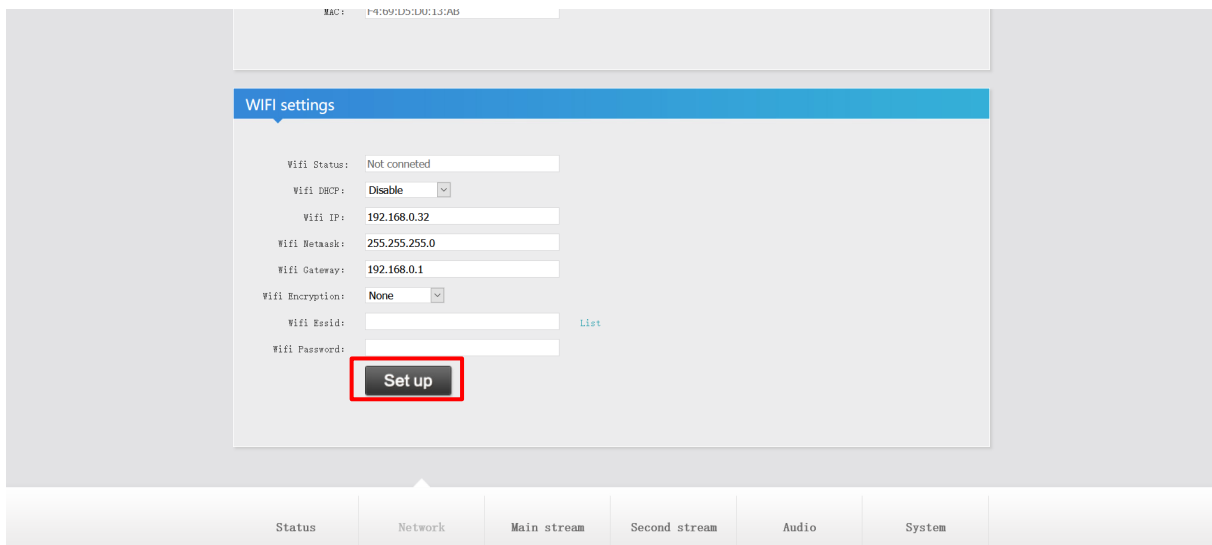 MAC: F4:69:D5:D0:13:AB
WIFI settings
Wifi Status: Not conneted
Wifi DHCP: Disable
Wifi IP: 192.168.0.32
Wifi Netmask: 255.255.255.0
Wifi Gateway: 192.168.0.1
Wifi Encryption: None
Wifi Essid: List
Wifi Password:
Set up
Status Network Main stream Second stream Audio System